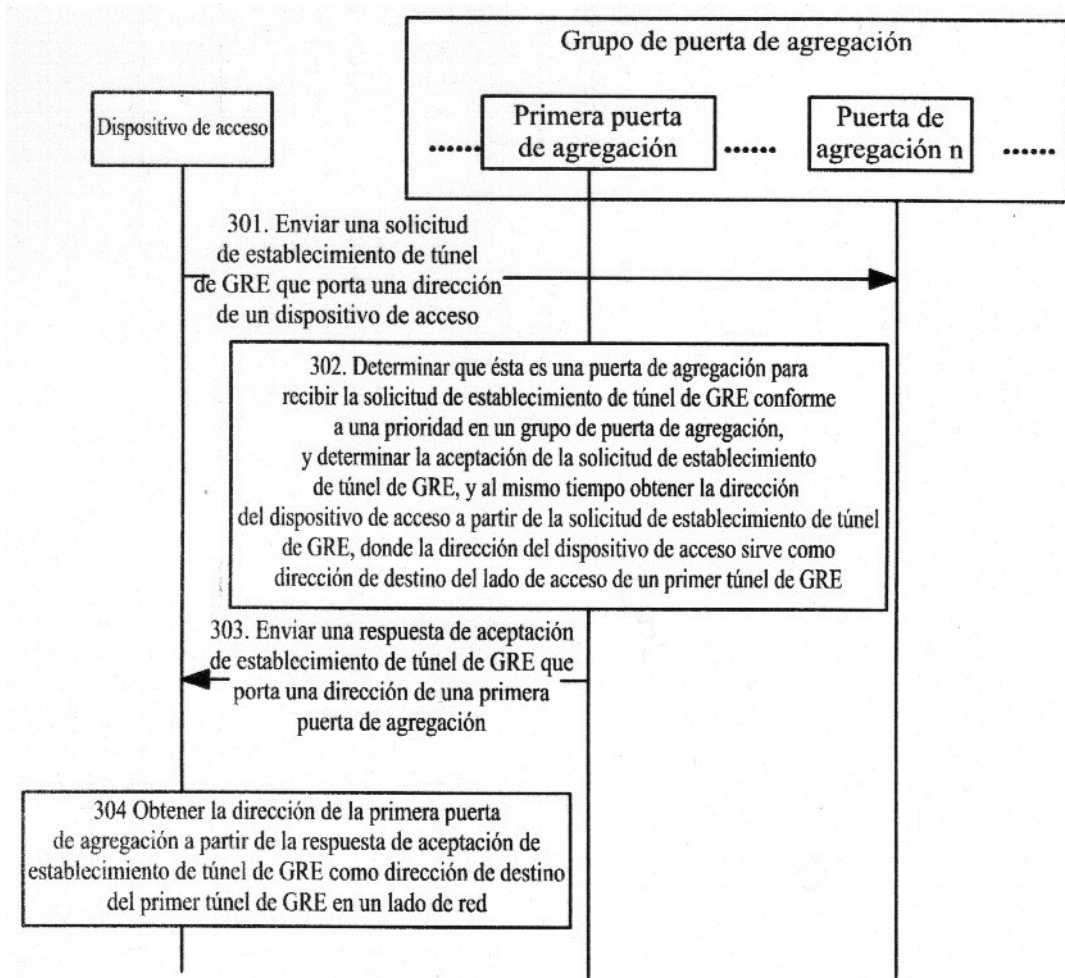 Grupo de puerta de agregación
Dispositivo de acceso
......
Primera puerta
de agregación
......
Puerta de
agregación n
......
301. Enviar una solicitud
de establecimiento de túnel
de GRE que porta una dirección
de un dispositivo de acceso
302. Determinar que ésta es una puerta de agregación para
recibir la solicitud de establecimiento de túnel de GRE conforme
a una prioridad en un grupo de puerta de agregación,
y determinar la aceptación de la solicitud de establecimiento
de túnel de GRE, y al mismo tiempo obtener la dirección
del dispositivo de acceso a partir de la solicitud de establecimiento de túnel
de GRE, donde la dirección del dispositivo de acceso sirve como
dirección de destino del lado de acceso de un primer túnel de GRE
303. Enviar una respuesta de aceptación
de establecimiento de túnel de GRE que
porta una dirección de una primera
puerta de agregación
304 Obtener la dirección de la primera puerta
de agregación a partir de la respuesta de aceptación de
establecimiento de túnel de GRE como dirección de destino
del primer túnel de GRE en un lado de red